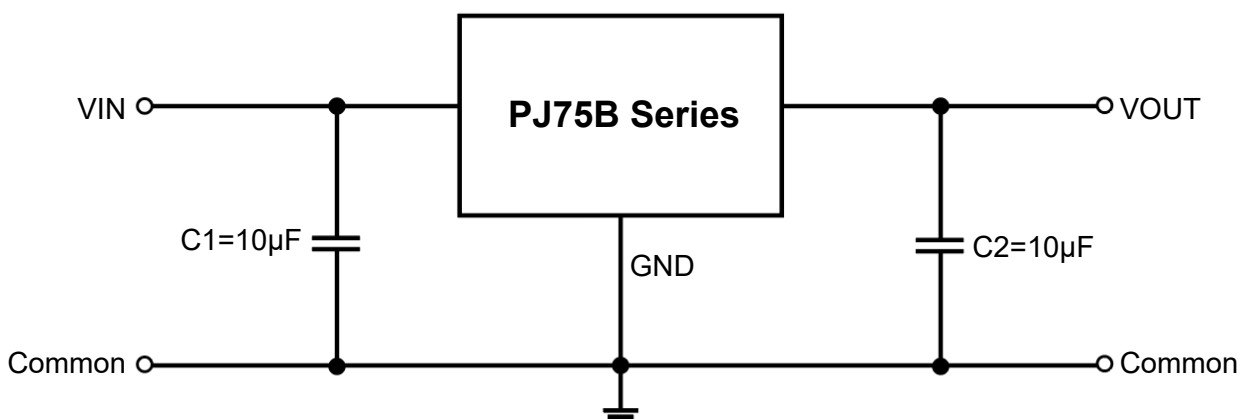 PJ75B Series
VIN
VOUT
C1=10µF
GND
C2=10µF
Common
Common